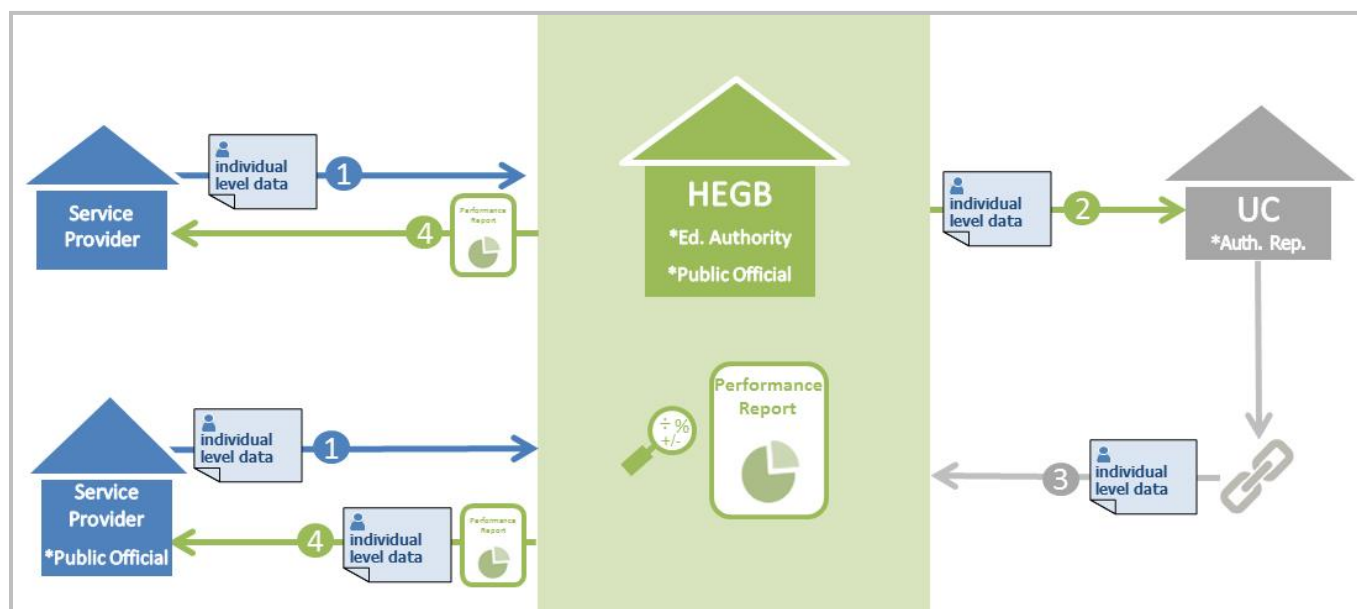 individual
level data
1
Service
Provider
4
Performance
Report
HEGB
*Ed. Authority
*Public Official
individual
level data
2
UC
*Auth. Rep.
individual
level data
1
Service
Provider
*Public Official
4
individual
level data
Performance
Report
÷ %
+/-
Performance
Report
3
individual
level data